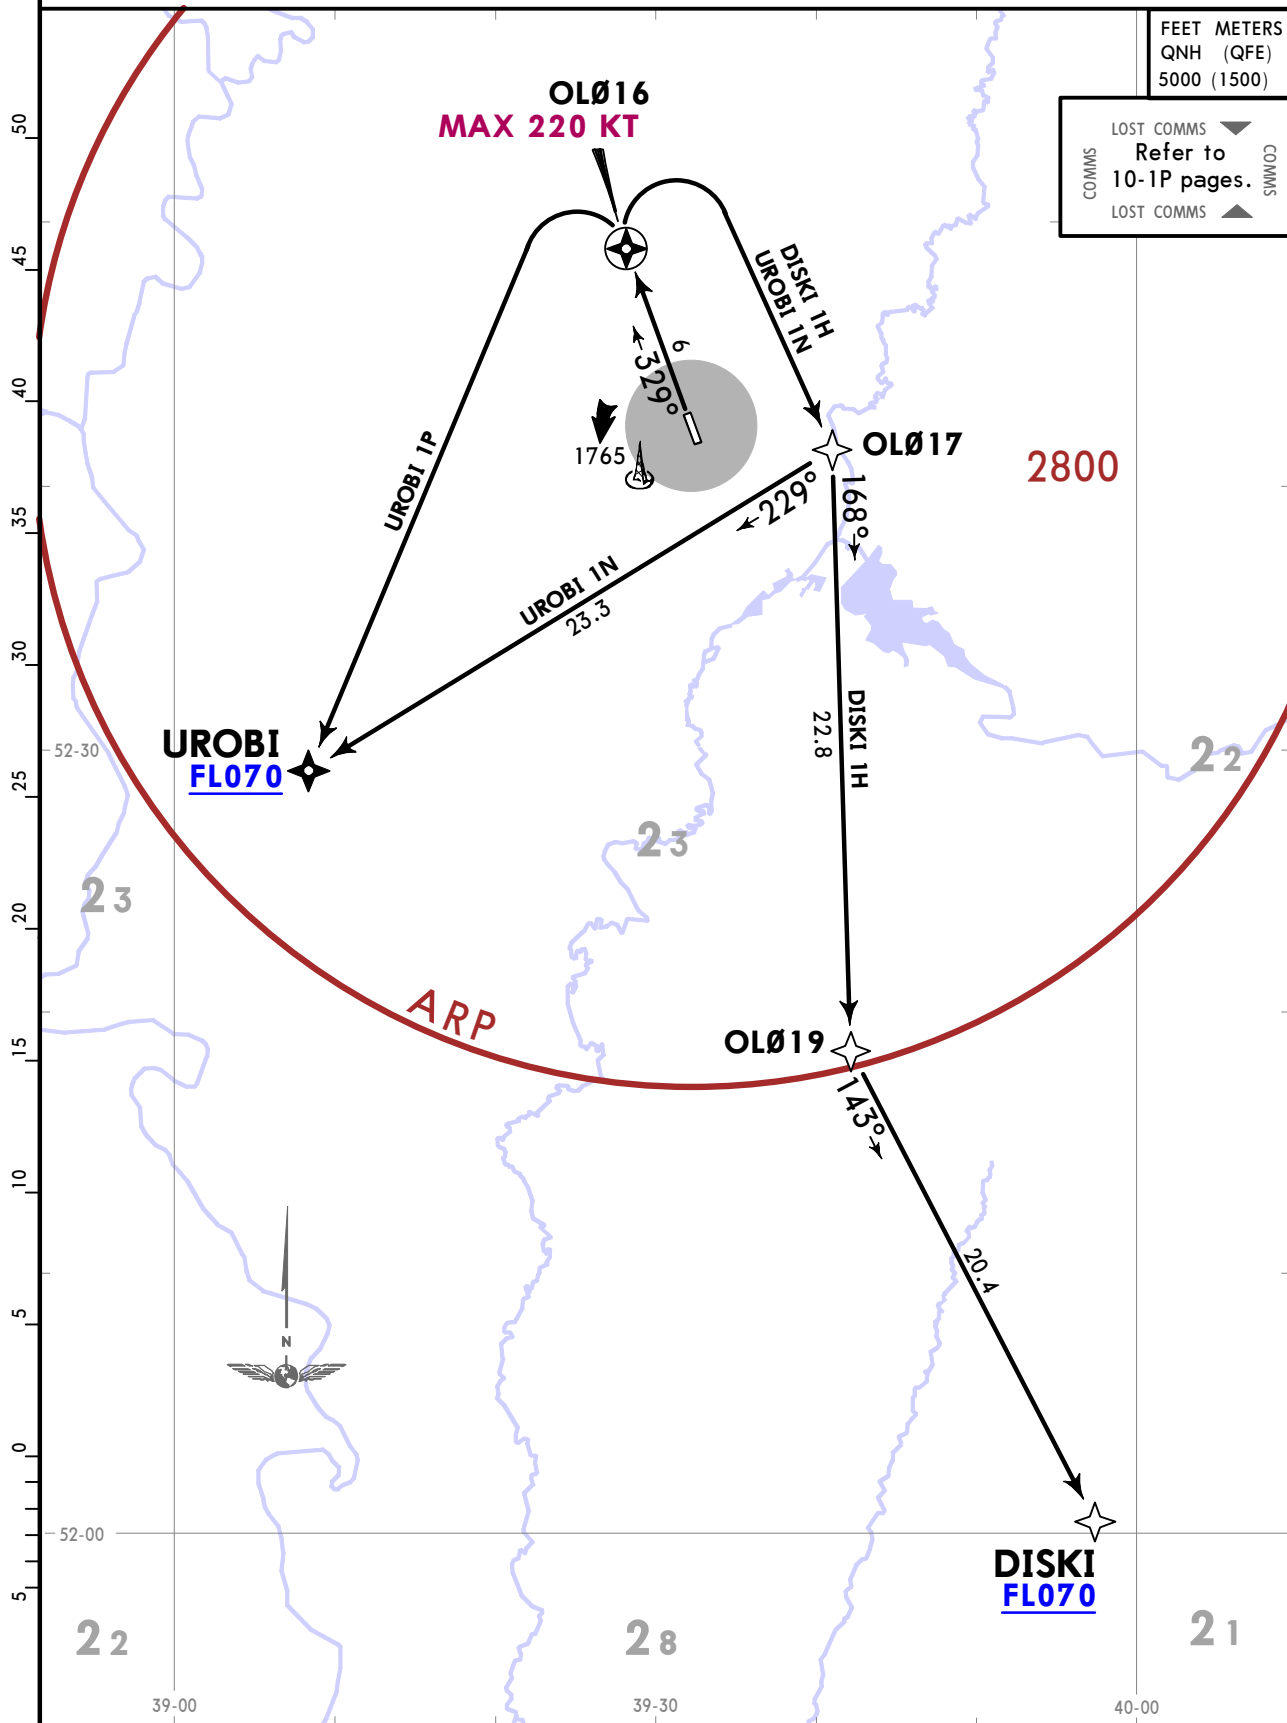 FEET METERS
QNH (QFE)
5000 (1500)
LOST COMMS
COMMS
Refer to
10-1P pages.
COMMS
LOST COMMS
OLØ16
MAX 220 KT
DISKI 1H
UROBI 1N
6
329°
1765
OLØ17
2800
UROBI 1P
229°
168°
UROBI 1N
23.3
DISKI 1H
22.8
52-30
UROBI
FL070
22
23
23
ARP
OLØ19
143°
20.4
N
52-00
DISKI
FL070
22
28
21
39-00
39-30
40-00
50
45
40
35
30
25
20
15
10
5
0
5